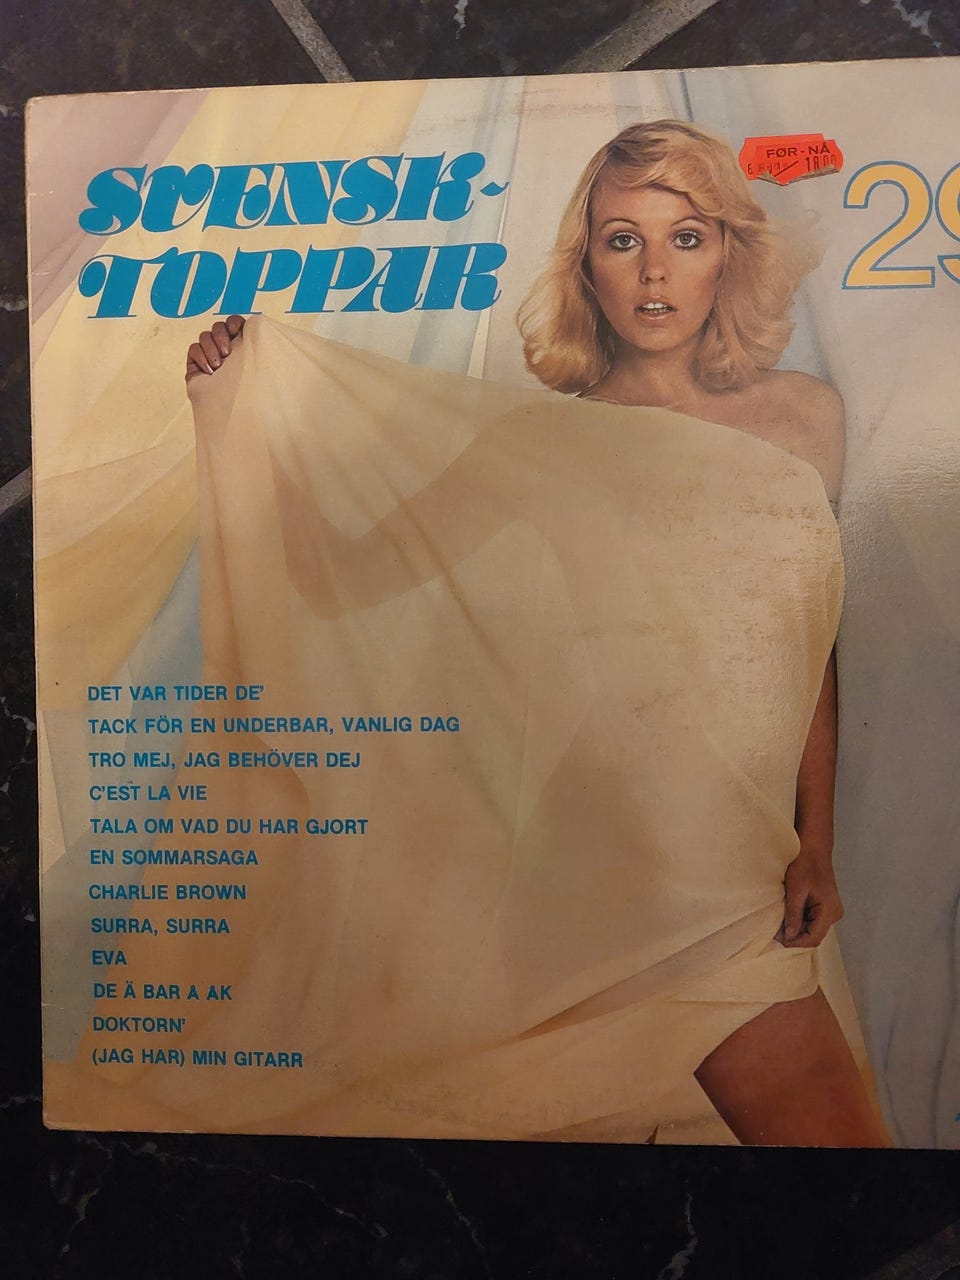 SVENSK-
TOPPAR
FØR-NÅ
29
DET VAR TIDER DE'
TACK FÖR EN UNDERBAR, VANLIG DAG
TRO MEJ, JAG BEHÖVER DEJ
C'EST LA VIE
TALA OM VAD DU HAR GJORT
EN SOMMARSAGA
CHARLIE BROWN
SURRA, SURRA
EVA
DE Ä BAR A AK
DOKTORN'
(JAG HAR) MIN GITARR